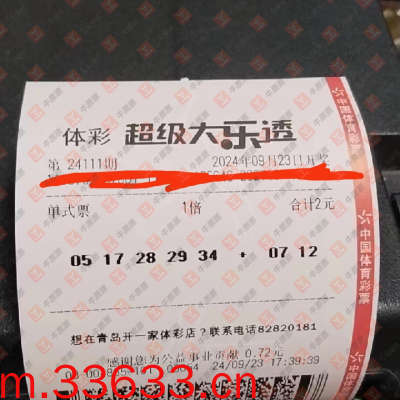 体彩 超级大乐透
第 24111期 2024年09月23日开奖
单式票 1倍 合计2元
05 17 28 29 34 + 07 12
想在青岛开一家体彩店？联系电话82820181
感谢您为公益事业贡献 0.72元
24/09/23 17:39:39
中国体育彩票
中国体育彩票
m.33633.cn